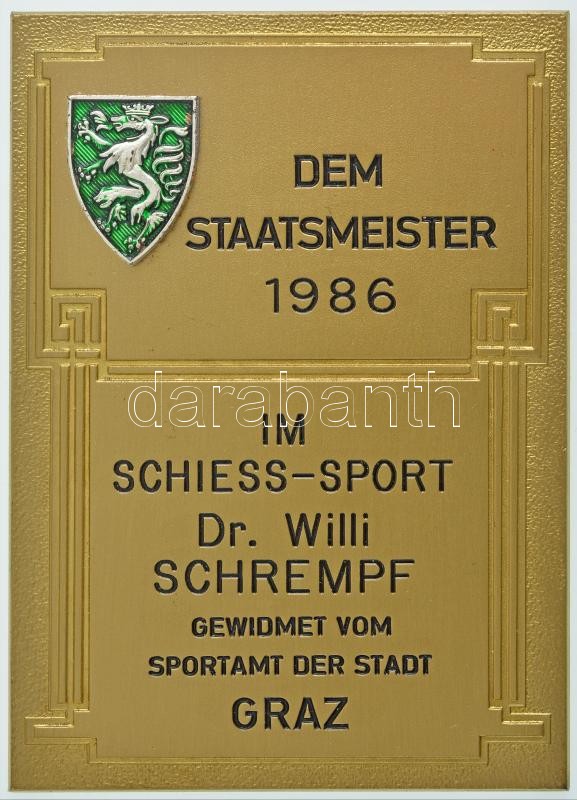 DEM
STAATSMEISTER
1986
darabanth
IM
SCHIESS-SPORT
Dr. Willi
SCHREMPF
GEWIDMET VOM
SPORTAMT DER STADT
GRAZ